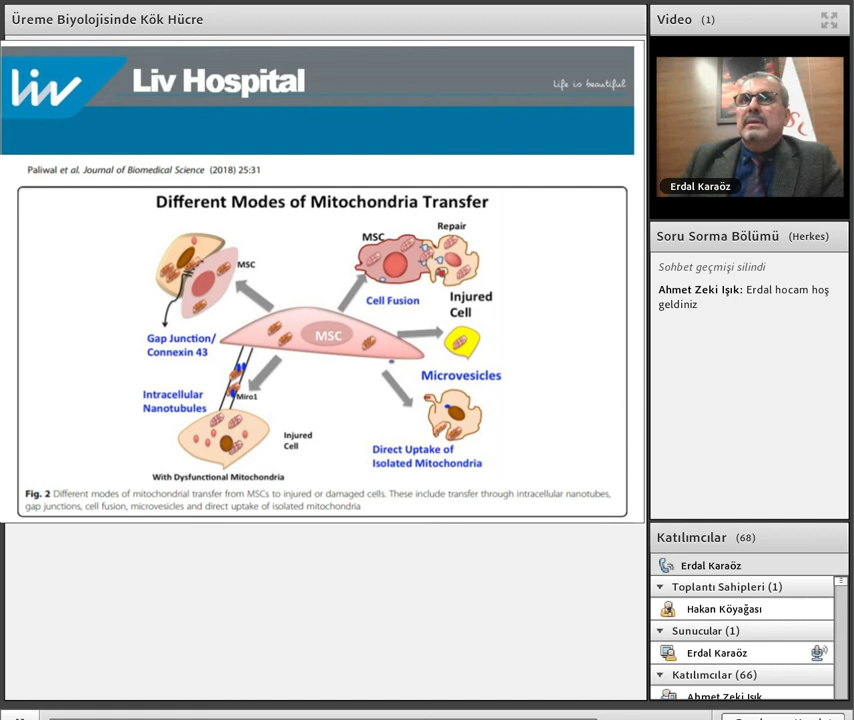 Üreme Biyolojisinde Kök Hücre
liv
Liv Hospital
Life is beautiful
Paliwal et al. Journal of Biomedical Science (2018) 25:31
Different Modes of Mitochondria Transfer
MSC
Gap Junction/
Connexin 43
MSC
Repair
Cell Fusion
Injured
Cell
MSC
Microvesicles
Intracellular
Nanotubules
Miro1
Injured
Cell
With Dysfunctional Mitochondria
Direct Uptake of
Isolated Mitochondria
Fig. 2 Different modes of mitochondrial transfer from MSCs to injured or damaged cells. These include transfer through intracellular nanotubes,
gap junctions, cell fusion, microvesicles and direct uptake of isolated mitochondria
Video (1)
Erdal Karaöz
Soru Sorma Bölümü (Herkes)
Sohbet geçmişi silindi
Ahmet Zeki Işık: Erdal hocam hoş
geldiniz
Katılımcılar (68)
Erdal Karaöz
Toplantı Sahipleri (1)
Hakan Köyağası
Sunucular (1)
Erdal Karaöz
Katılımcılar (66)
Ahmet Zeki Işık